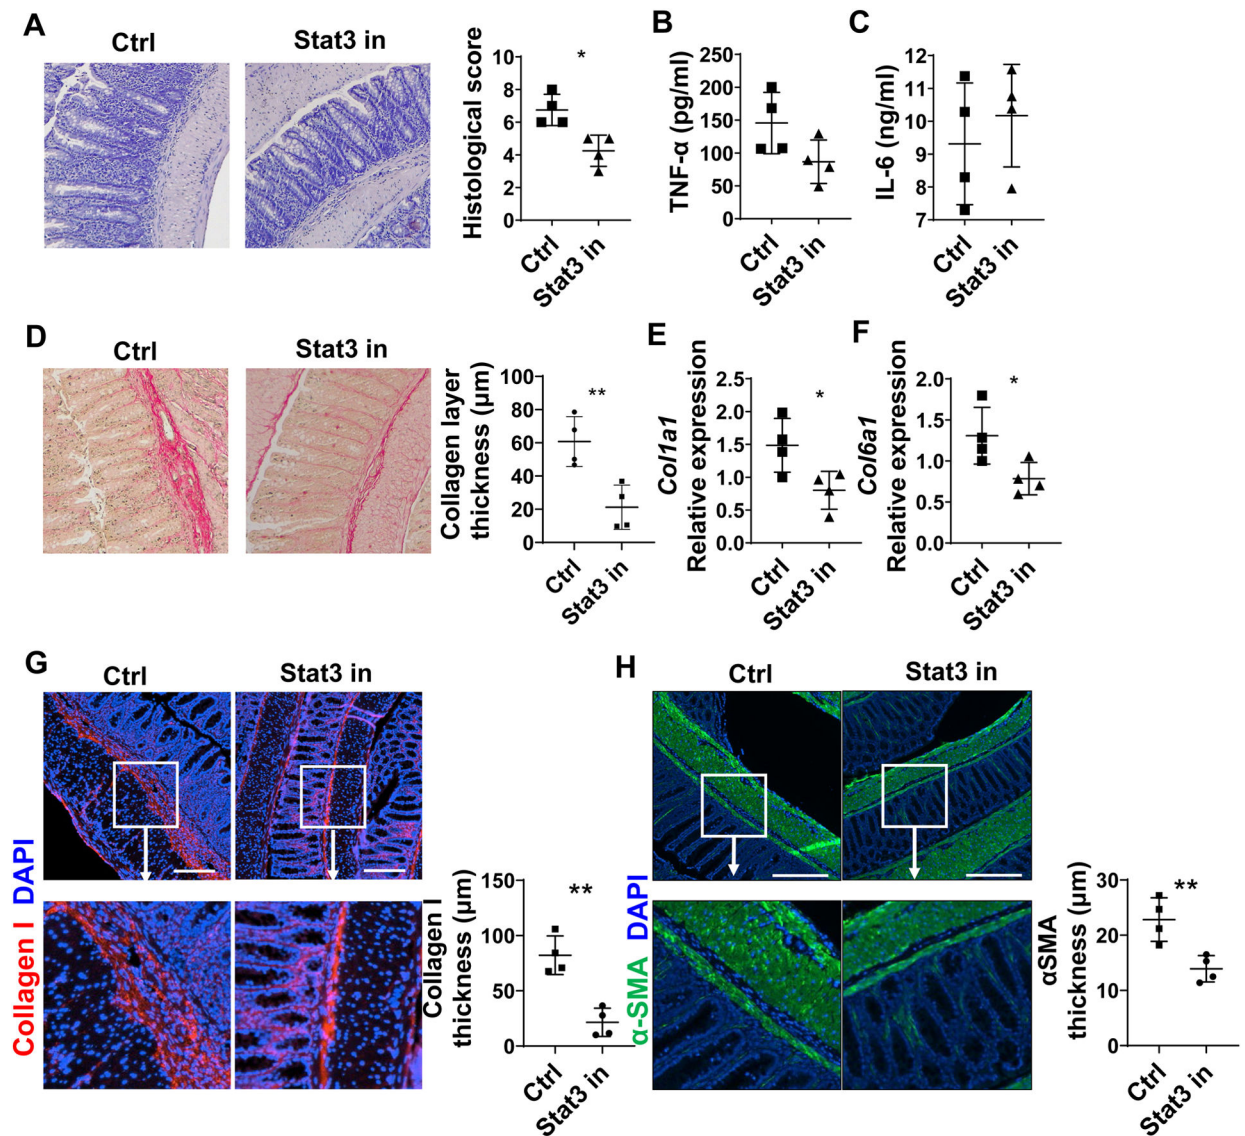 A
Ctrl
Stat3 in
Histological score
10
8
6
4
2
0
*
Ctrl
Stat3 in
B
TNF-α (pg/ml)
250
200
150
100
50
0
Ctrl
Stat3 in
C
IL-6 (ng/ml)
12
11
10
9
8
7
Ctrl
Stat3 in
D
Ctrl
Stat3 in
Collagen layer
thickness (μm)
100
80
60
40
20
0
**
Ctrl
Stat3 in
E
Col1a1
Relative expression
2.5
2.0
1.5
1.0
0.5
0.0
*
Ctrl
Stat3 in
F
Col6a1
Relative expression
2.0
1.5
1.0
0.5
0.0
*
Ctrl
Stat3 in
G
Ctrl
Stat3 in
Collagen I DAPI
Collagen I
thickness (μm)
150
100
50
0
**
Ctrl
Stat3 in
H
Ctrl
Stat3 in
α-SMA DAPI
αSMA
thickness (μm)
30
20
10
0
**
Ctrl
Stat3 in